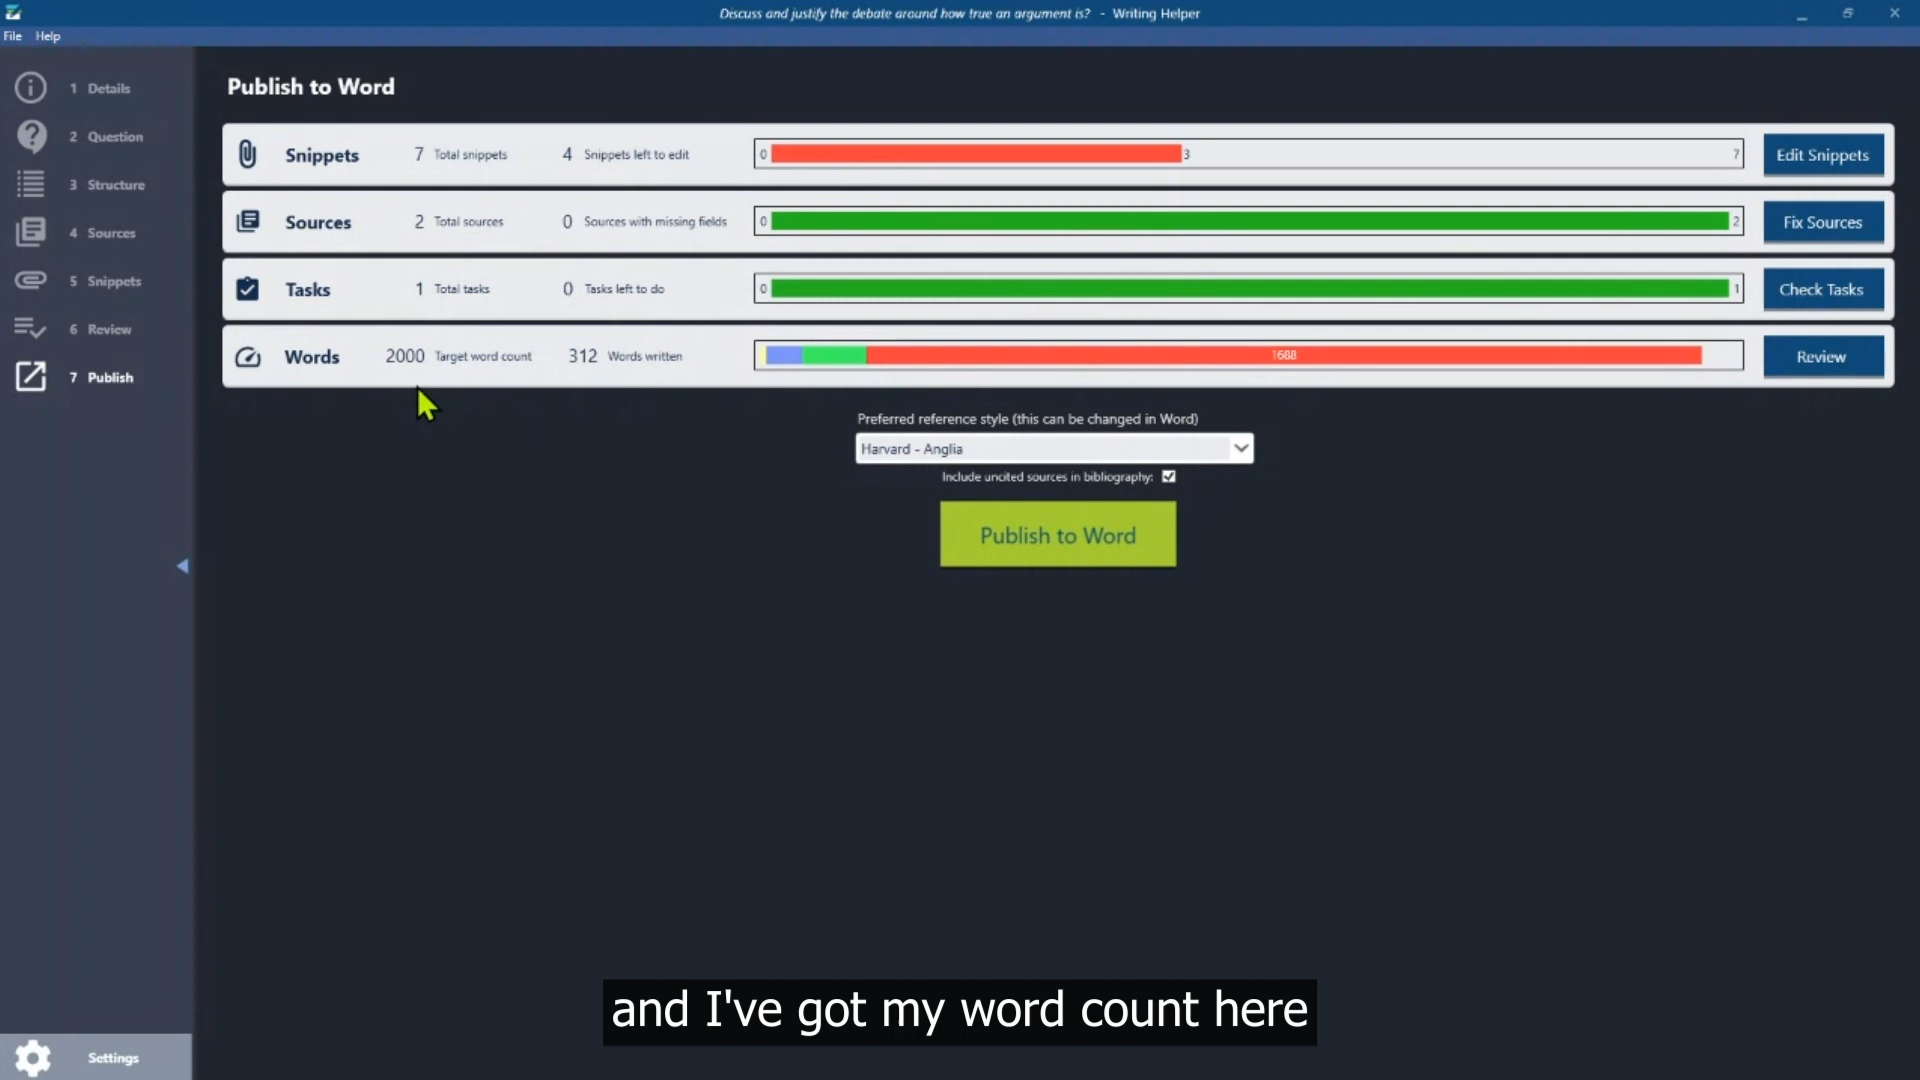 Discuss and justify the debate around how true an argument is? - Writing Helper
File Help
1 Details
2 Question
3 Structure
4 Sources
5 Snippets
6 Review
7 Publish
Settings
Publish to Word
Snippets 7 Total snippets 4 Snippets left to edit 0 3 7 Edit Snippets
Sources 2 Total sources 0 Sources with missing fields 0 2 Fix Sources
Tasks 1 Total tasks 0 Tasks left to do 0 1 Check Tasks
Words 2000 Target word count 312 Words written 1688 Review
Preferred reference style (this can be changed in Word)
Harvard - Anglia
Include uncited sources in bibliography:
Publish to Word
and I've got my word count here